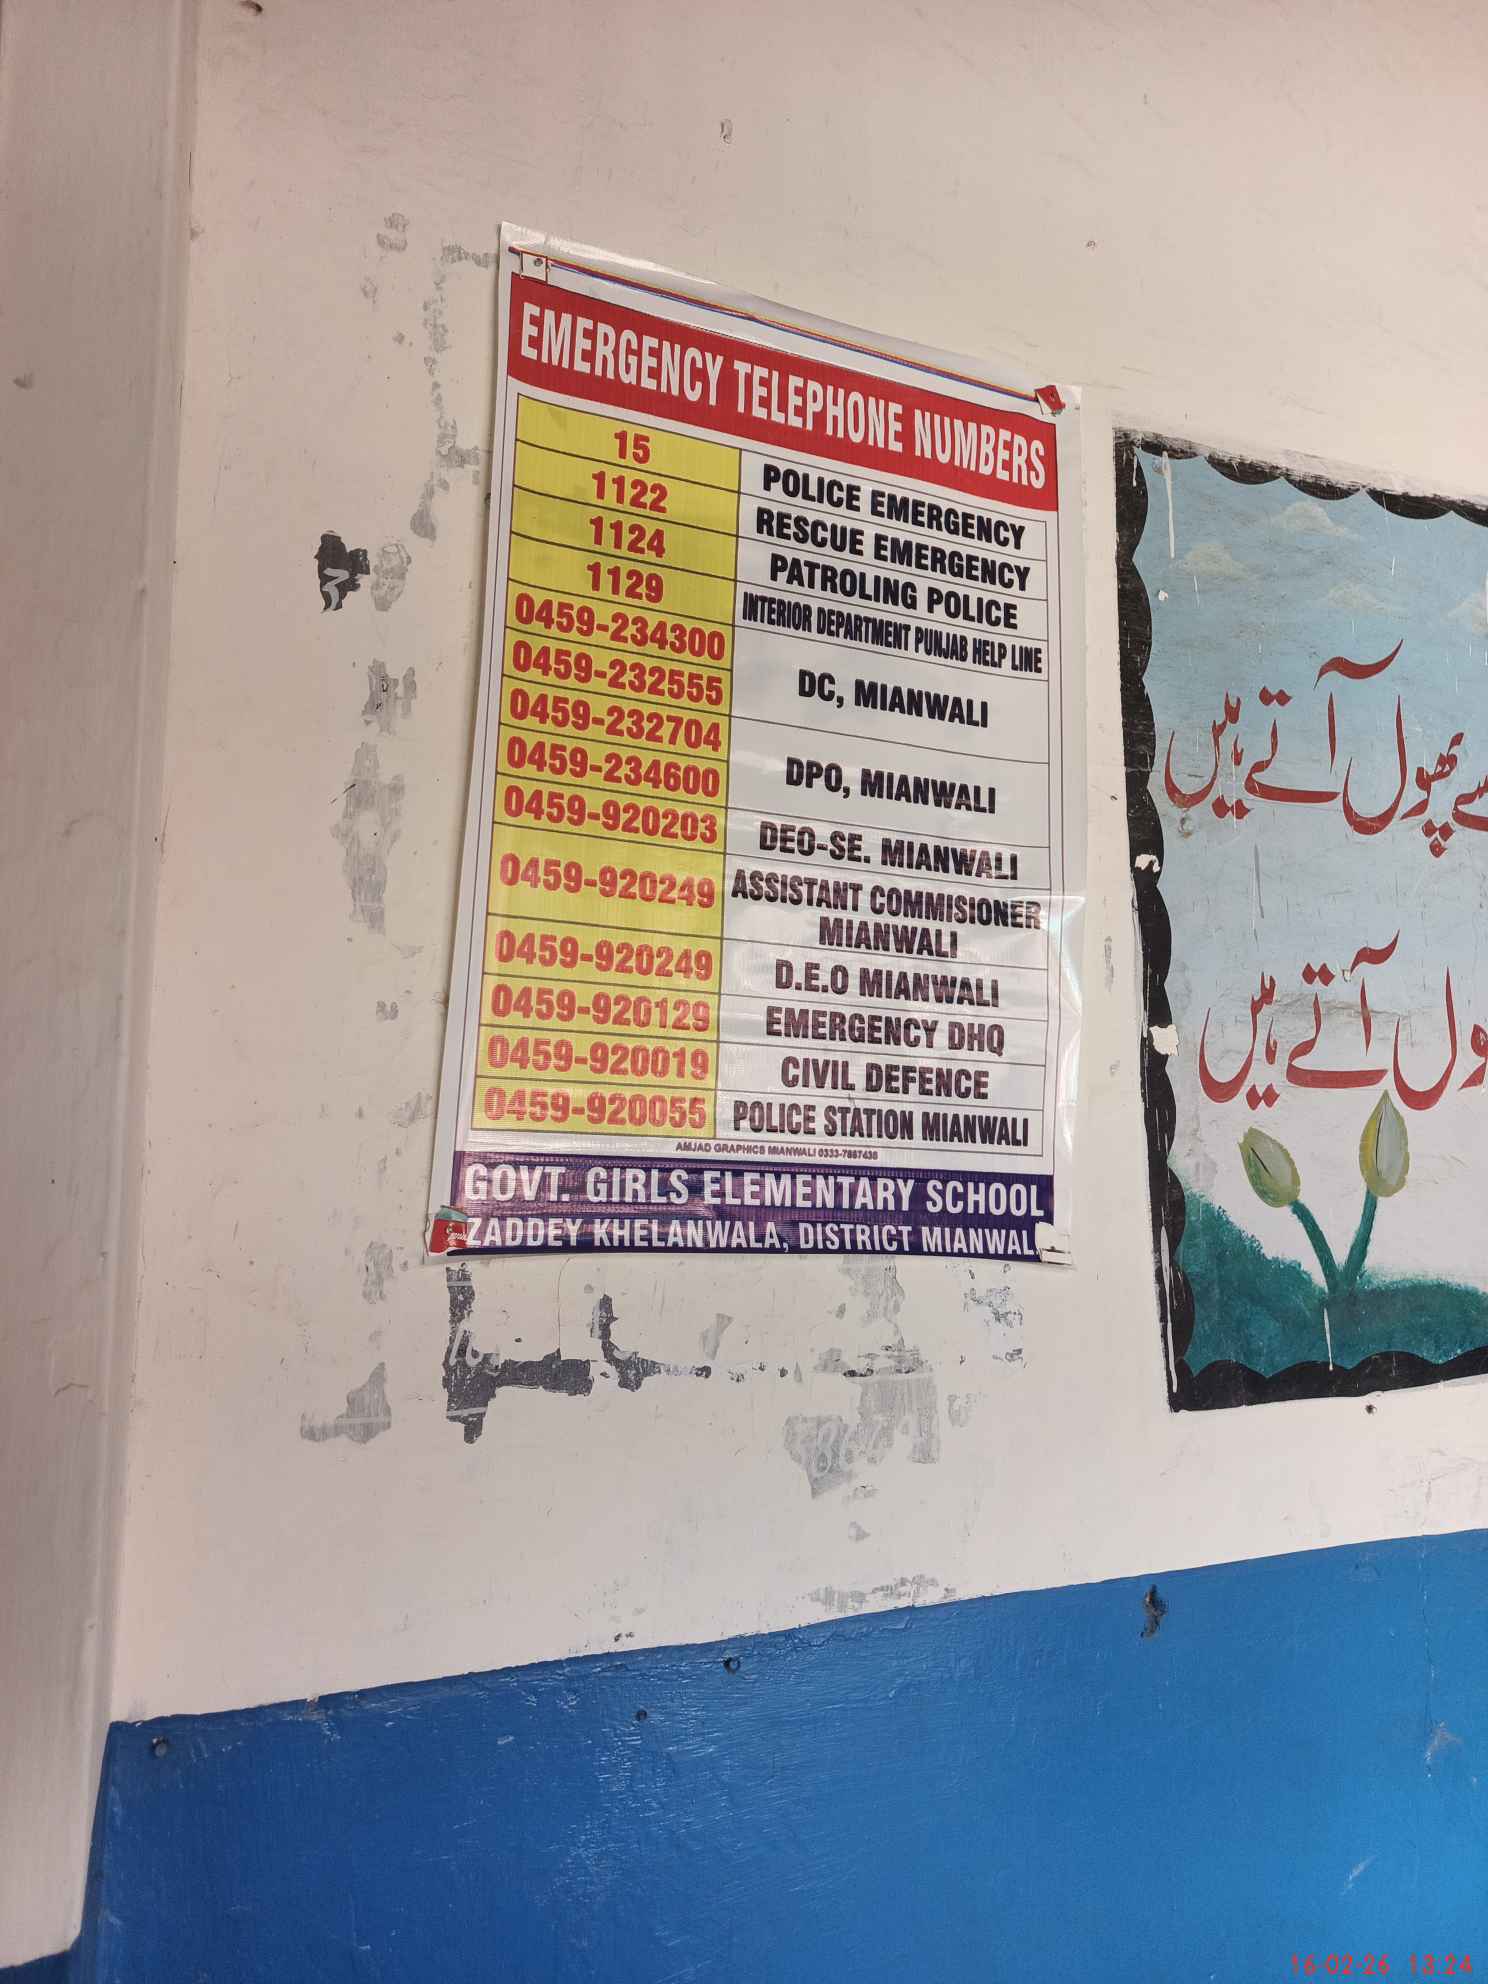 EMERGENCY TELEPHONE NUMBERS
15 POLICE EMERGENCY
1122 RESCUE EMERGENCY
1124 PATROLING POLICE
1129 INTERIOR DEPARTMENT PUNJAB HELP LINE
0459-234300
0459-232555 DC, MIANWALI
0459-232704
0459-234600 DPO, MIANWALI
0459-920203 DEO-SE. MIANWALI
0459-920249 ASSISTANT COMMISIONER
MIANWALI
0459-920249 D.E.O MIANWALI
0459-920129 EMERGENCY DHQ
0459-920019 CIVIL DEFENCE
0459-920055 POLICE STATION MIANWALI
AMJAD GRAPHICS MIANWALI 0333-7887436
GOVT. GIRLS ELEMENTARY SCHOOL
ZADDEY KHELANWALA, DISTRICT MIANWAL
سے پھول آتے ہیں
آتے ہیں
16-02-26 13:24